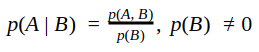 p(A | B) = p(A, B) / p(B), p(B) ≠ 0